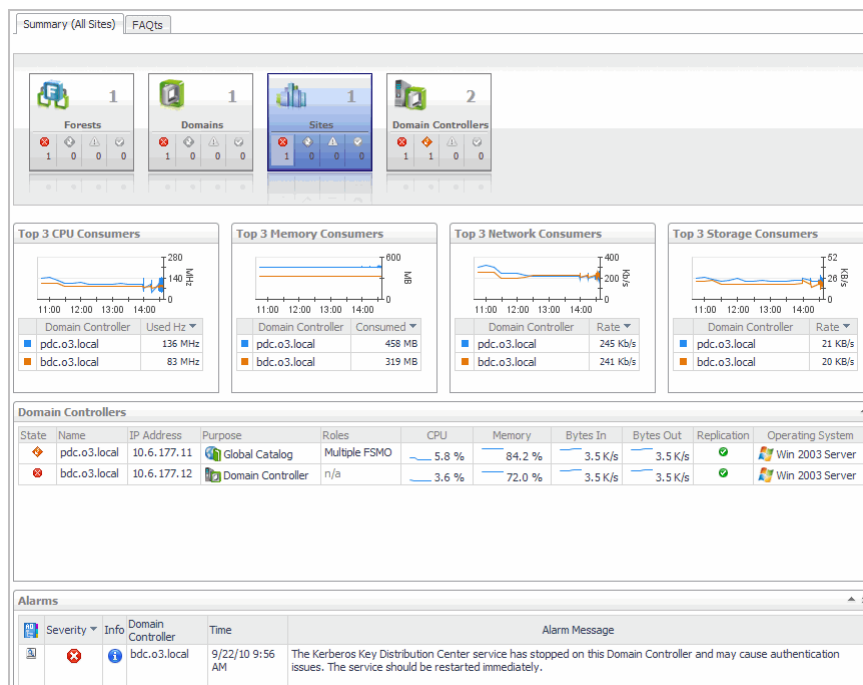 Summary (All Sites) FAQts
1 1 1 2
Forests Domains Sites Domain Controllers
1 0 0 0 1 0 0 0 1 0 0 0 1 1 0 0
Top 3 CPU Consumers Top 3 Memory Consumers Top 3 Network Consumers Top 3 Storage Consumers
280 600 400 52
140 MHz MB 200 Kb/s 26 KB/s
0 0 0 0
11:00 12:00 13:00 14:00 11:00 12:00 13:00 14:00 11:00 12:00 13:00 14:00 11:00 12:00 13:00 14:00
Domain Controller Used Hz Domain Controller Consumed Domain Controller Rate Domain Controller Rate
pdc.o3.local 136 MHz pdc.o3.local 458 MB pdc.o3.local 245 Kb/s pdc.o3.local 21 KB/s
bdc.o3.local 83 MHz bdc.o3.local 319 MB bdc.o3.local 241 Kb/s bdc.o3.local 20 KB/s
Domain Controllers
State Name IP Address Purpose Roles CPU Memory Bytes In Bytes Out Replication Operating System
pdc.o3.local 10.6.177.11 Global Catalog Multiple FSMO 5.8 % 84.2 % 3.5 K/s 3.5 K/s Win 2003 Server
bdc.o3.local 10.6.177.12 Domain Controller n/a 3.6 % 72.0 % 3.5 K/s 3.5 K/s Win 2003 Server
Alarms
Severity Info Domain Controller Time Alarm Message
bdc.o3.local 9/22/10 9:56 AM The Kerberos Key Distribution Center service has stopped on this Domain Controller and may cause authentication
issues. The service should be restarted immediately.